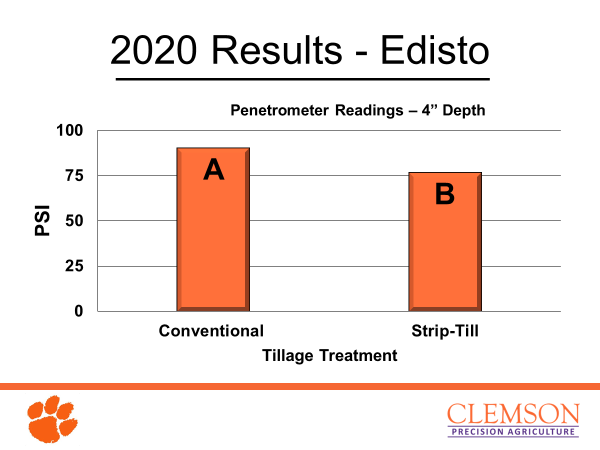 2020 Results - Edisto
Penetrometer Readings – 4” Depth
100
75
50
25
0
PSI
A
B
Conventional
Strip-Till
Tillage Treatment
CLEMSON
PRECISION AGRICULTURE